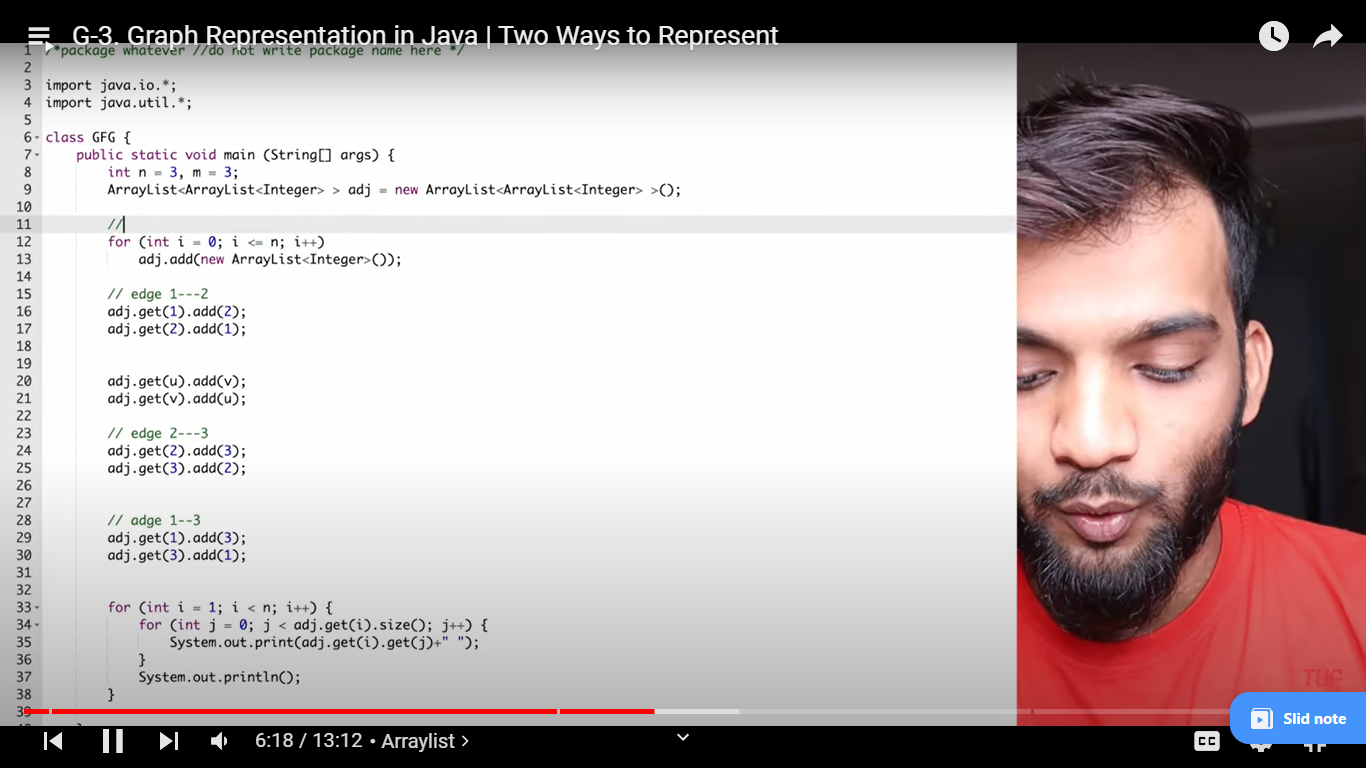 G-3. Graph Representation in Java | Two Ways to Represent
1 /*package whatever //do not write package name here */
2
3 import java.io.*;
4 import java.util.*;
5
6 class GFG {
7 public static void main (String[] args) {
8 int n = 3, m = 3;
9 ArrayList<ArrayList<Integer> > adj = new ArrayList<ArrayList<Integer> >();
10
11 //
12 for (int i = 0; i <= n; i++)
13 adj.add(new ArrayList<Integer>());
14
15 // edge 1---2
16 adj.get(1).add(2);
17 adj.get(2).add(1);
18
19
20 adj.get(u).add(v);
21 adj.get(v).add(u);
22
23 // edge 2---3
24 adj.get(2).add(3);
25 adj.get(3).add(2);
26
27
28 // adge 1--3
29 adj.get(1).add(3);
30 adj.get(3).add(1);
31
32
33 for (int i = 1; i < n; i++) {
34 for (int j = 0; j < adj.get(i).size(); j++) {
35 System.out.print(adj.get(i).get(j)+" ");
36 }
37 System.out.println();
38 }
39
TUF
Slid note
6:18 / 13:12 • Arraylist >
CC